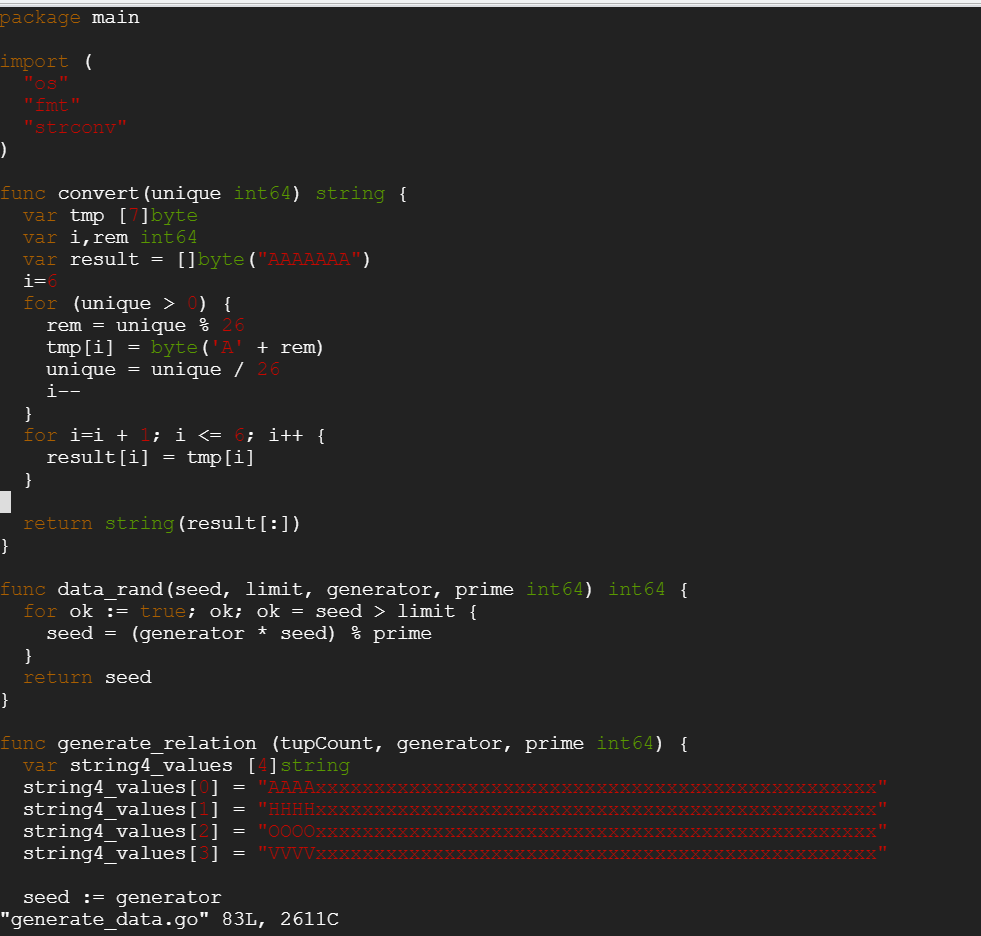 package main
import (
"os"
"fmt"
"strconv"
)
func convert(unique int64) string {
var tmp [7]byte
var i,rem int64
var result = []byte("AAAAAAA")
i=6
for (unique > 0) {
rem = unique % 26
tmp[i] = byte('A' + rem)
unique = unique / 26
i--
}
for i=i + 1; i <= 6; i++ {
result[i] = tmp[i]
}
return string(result[:])
}
func data_rand(seed, limit, generator, prime int64) int64 {
for ok := true; ok; ok = seed > limit {
seed = (generator * seed) % prime
}
return seed
}
func generate_relation (tupCount, generator, prime int64) {
var string4_values [4]string
string4_values[0] = "AAAAxxxxxxxxxxxxxxxxxxxxxxxxxxxxxxxxxxxxxxxxxxxxxxxx"
string4_values[1] = "HHHHxxxxxxxxxxxxxxxxxxxxxxxxxxxxxxxxxxxxxxxxxxxxxxxx"
string4_values[2] = "OOOOxxxxxxxxxxxxxxxxxxxxxxxxxxxxxxxxxxxxxxxxxxxxxxxx"
string4_values[3] = "VVVVxxxxxxxxxxxxxxxxxxxxxxxxxxxxxxxxxxxxxxxxxxxxxxxx"
seed := generator
"generate_data.go" 83L, 2611C